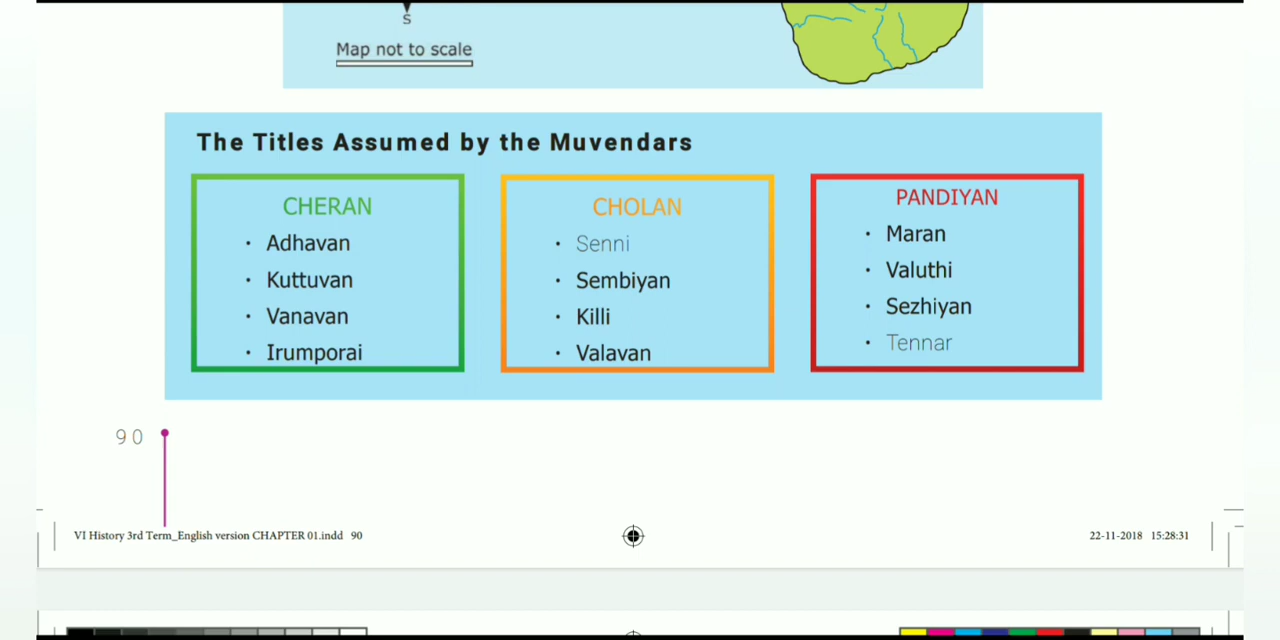 S
Map not to scale
The Titles Assumed by the Muvendars
CHERAN
· Adhavan
· Kuttuvan
· Vanavan
· Irumporai
CHOLAN
· Senni
· Sembiyan
· Killi
· Valavan
PANDIYAN
· Maran
· Valuthi
· Sezhiyan
· Tennar
90
VI History 3rd Term_English version CHAPTER 01.indd 90
22-11-2018 15:28:31